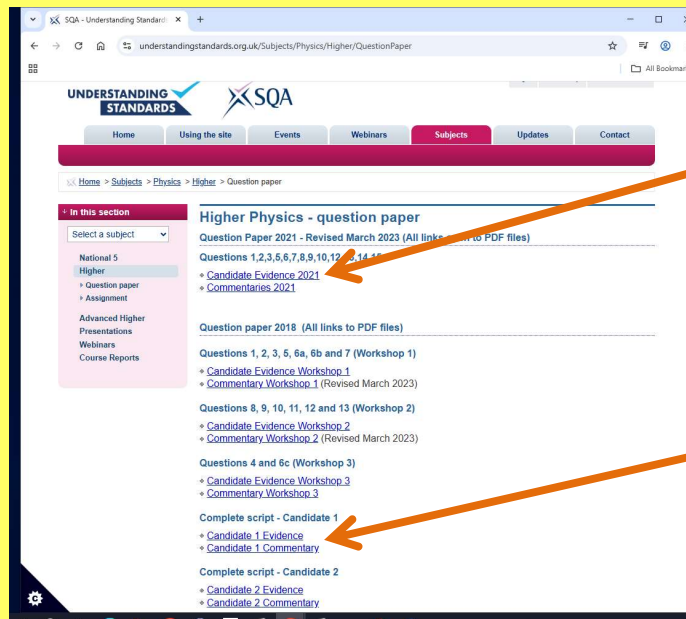 SQA - Understanding Standard
understandingstandards.org.uk/Subjects/Physics/Higher/QuestionPaper
All Bookmar
UNDERSTANDING
STANDARDS
SQA
Home Using the site Events Webinars Subjects Updates Contact
Home > Subjects > Physics > Higher > Question paper
In this section
Select a subject
National 5
Higher
Question paper
Assignment
Advanced Higher
Presentations
Webinars
Course Reports
Higher Physics - question paper
Question Paper 2021 - Revised March 2023 (All links to PDF files)
Questions 1,2,3,5,6,7,8,9,10,12
Candidate Evidence 2021
Commentaries 2021
Question paper 2018 (All links to PDF files)
Questions 1, 2, 3, 5, 6a, 6b and 7 (Workshop 1)
Candidate Evidence Workshop 1
Commentary Workshop 1 (Revised March 2023)
Questions 8, 9, 10, 11, 12 and 13 (Workshop 2)
Candidate Evidence Workshop 2
Commentary Workshop 2 (Revised March 2023)
Questions 4 and 6c (Workshop 3)
Candidate Evidence Workshop 3
Commentary Workshop 3
Complete script - Candidate 1
Candidate 1 Evidence
Candidate 1 Commentary
Complete script - Candidate 2
Candidate 2 Evidence
Candidate 2 Commentary